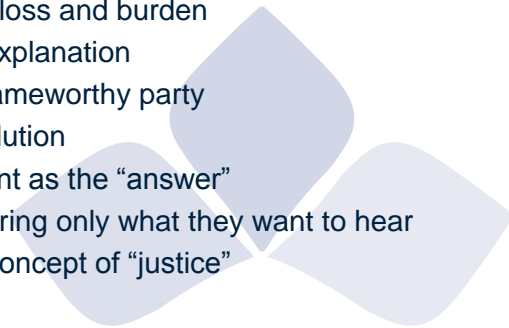 loss and burden
xplanation
ameworthy party
lution
nt as the “answer”
ring only what they want to hear
oncept of “justice”